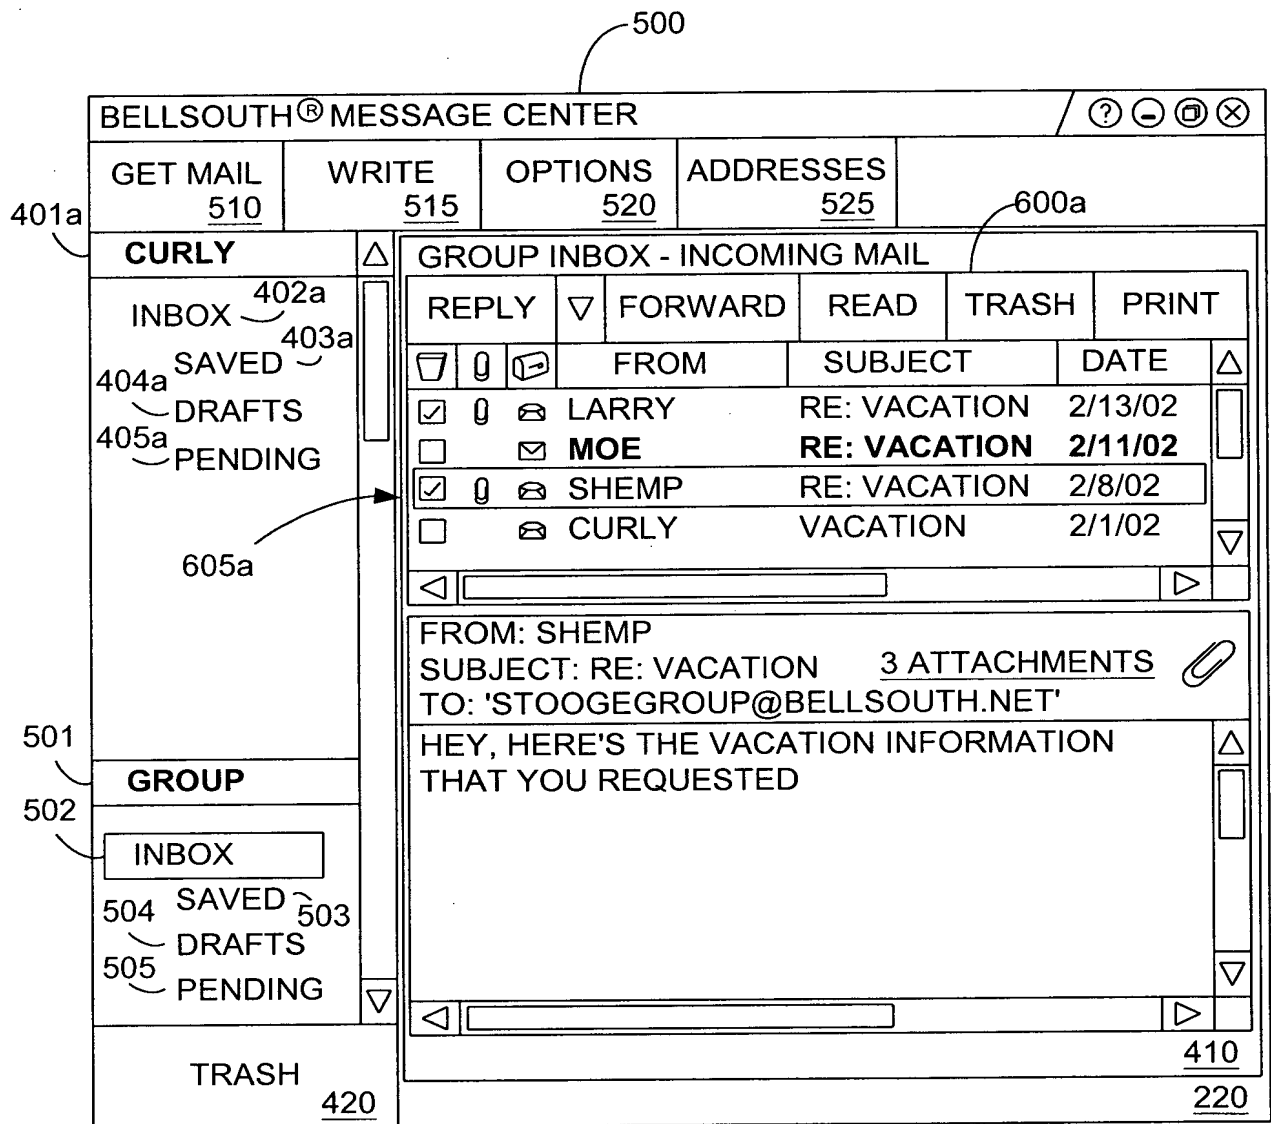 500
BELLSOUTH® MESSAGE CENTER ?
GET MAIL WRITE OPTIONS ADDRESSES
510 515 520 525
401a 600a
CURLY
GROUP INBOX - INCOMING MAIL
INBOX 402a
REPLY FORWARD READ TRASH PRINT
SAVED 403a
FROM SUBJECT DATE
404a
DRAFTS
LARRY RE: VACATION 2/13/02
405a
PENDING
MOE RE: VACATION 2/11/02
SHEMP RE: VACATION 2/8/02
CURLY VACATION 2/1/02
605a
FROM: SHEMP
SUBJECT: RE: VACATION 3 ATTACHMENTS
TO: 'STOOGEGROUP@BELLSOUTH.NET'
HEY, HERE'S THE VACATION INFORMATION
THAT YOU REQUESTED
501
GROUP
502
INBOX
SAVED 503
504
DRAFTS
505
PENDING
TRASH
420
410
220